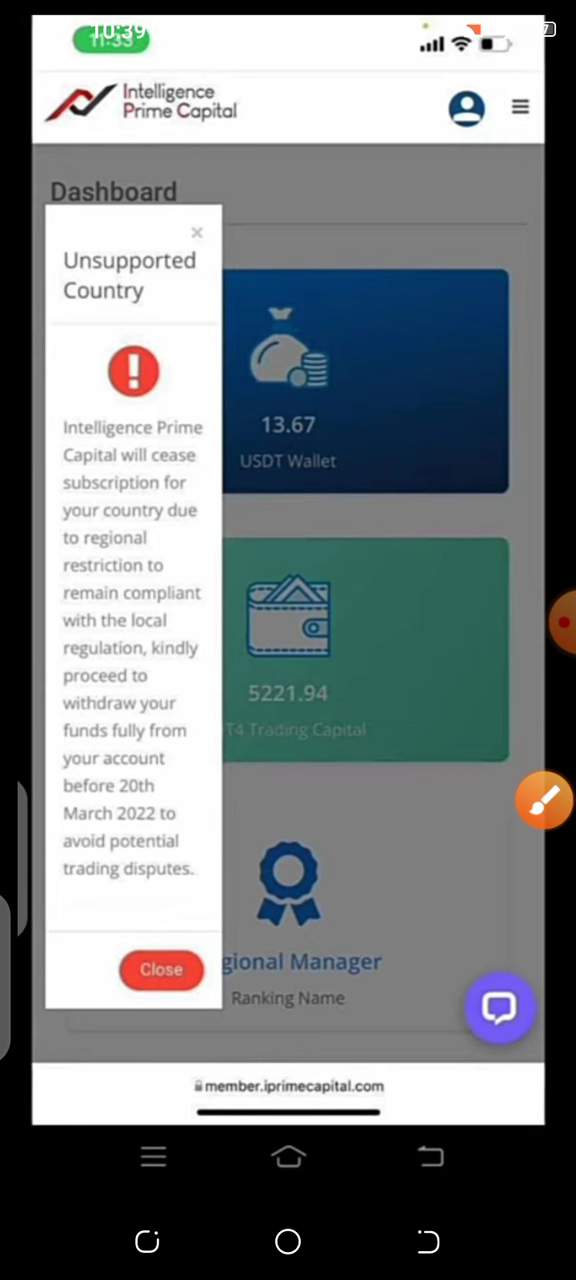 10:39
11:33
Intelligence
Prime Capital
Dashboard
×
Unsupported
Country
Intelligence Prime
Capital will cease
subscription for
your country due
to regional
restriction to
remain compliant
with the local
regulation, kindly
proceed to
withdraw your
funds fully from
your account
before 20th
March 2022 to
avoid potential
trading disputes.
Close
13.67
USDT Wallet
5221.94
T4 Trading Capital
gional Manager
Ranking Name
member.iprimecapital.com